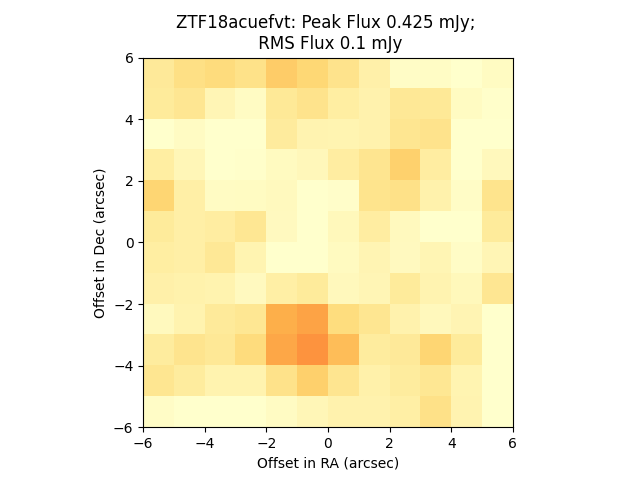 ZTF18acuefvt: Peak Flux 0.425 mJy;
RMS Flux 0.1 mJy
6
4
2
0
−2
−4
−6
Offset in Dec (arcsec)
−6 −4 −2 0 2 4 6
Offset in RA (arcsec)